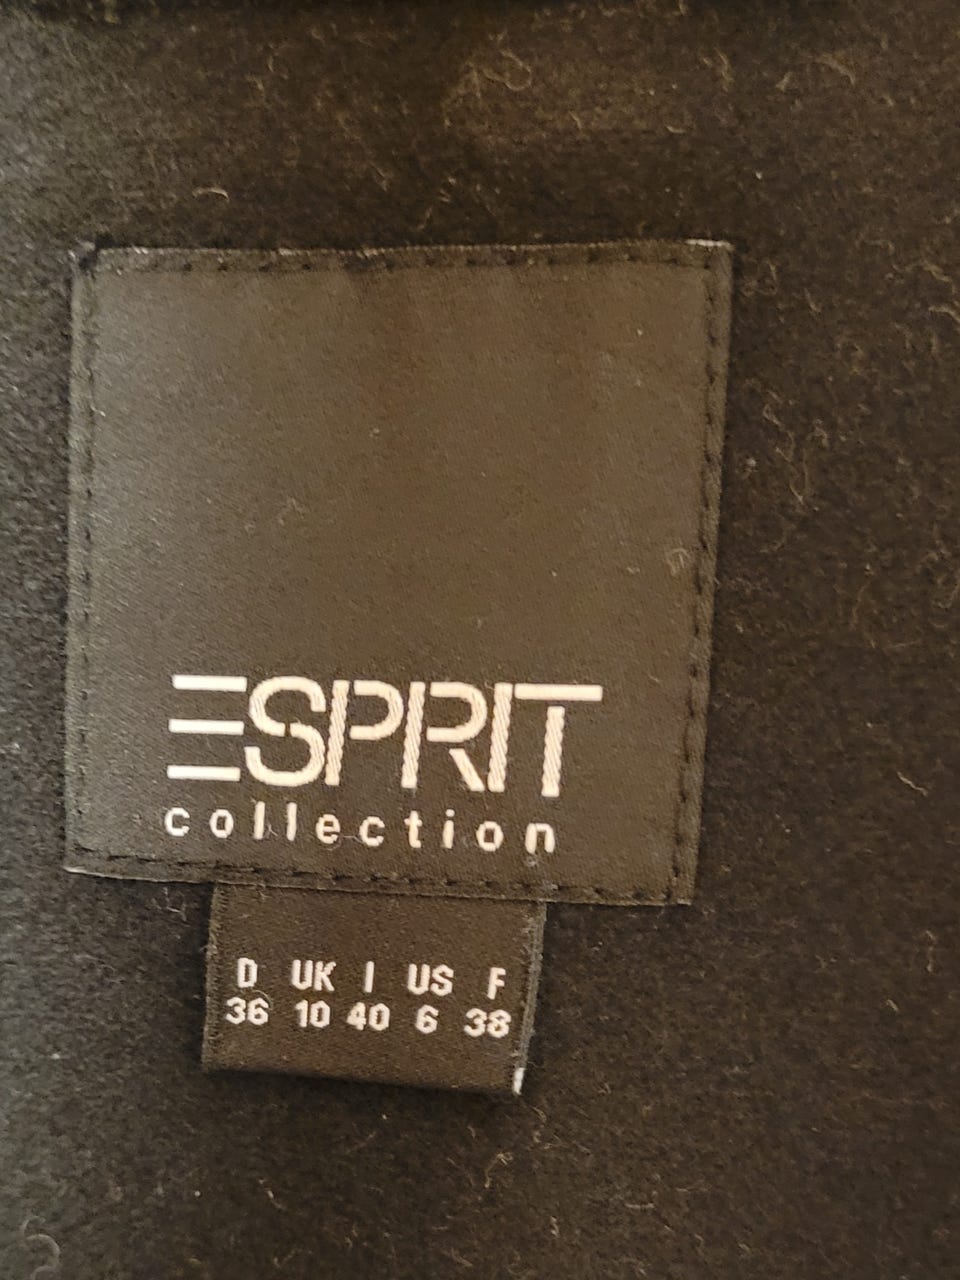 ESPRIT
collection
D UK I US F
36 10 40 6 38